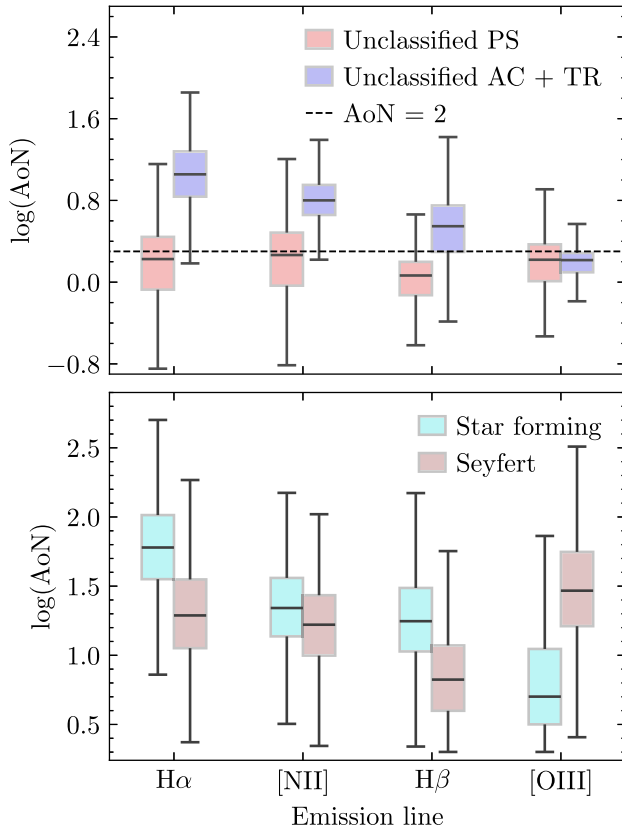 2.4
1.6
0.8
0.0
−0.8
log(AoN)
Unclassified PS
Unclassified AC + TR
AoN = 2
2.5
2.0
1.5
1.0
0.5
log(AoN)
Star forming
Seyfert
Hα [NII] Hβ [OIII]
Emission line